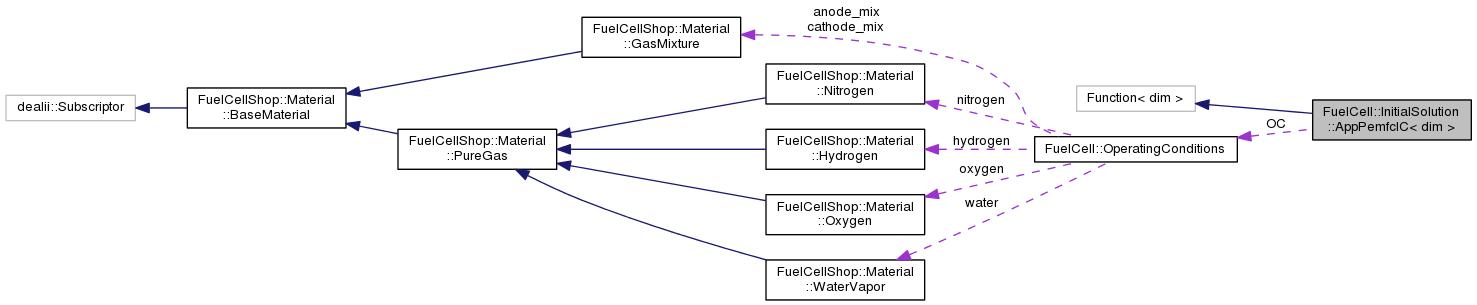 anode_mix
cathode_mix
FuelCellShop::Material
::GasMixture
FuelCellShop::Material
::Nitrogen
nitrogen
Function< dim >
dealii::Subscriptor
FuelCellShop::Material
::BaseMaterial
FuelCell::InitialSolution
::AppPemfcIC< dim >
OC
FuelCellShop::Material
::PureGas
FuelCellShop::Material
::Hydrogen
hydrogen
FuelCell::OperatingConditions
oxygen
FuelCellShop::Material
::Oxygen
water
FuelCellShop::Material
::WaterVapor